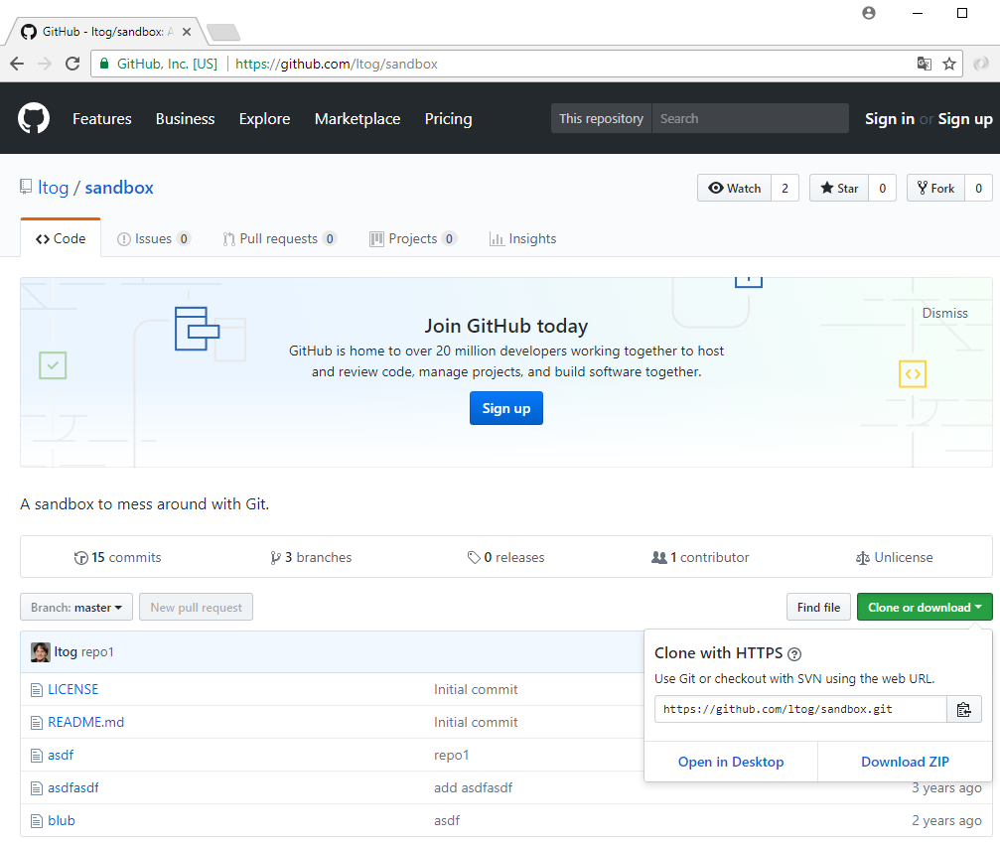 GitHub - ltog/sandbox: A
GitHub, Inc. [US] https://github.com/ltog/sandbox
Features Business Explore Marketplace Pricing This repository Search Sign in or Sign up
ltog / sandbox Watch 2 Star 0 Fork 0
Code Issues 0 Pull requests 0 Projects 0 Insights
Dismiss
Join GitHub today
GitHub is home to over 20 million developers working together to host
and review code, manage projects, and build software together.
Sign up
A sandbox to mess around with Git.
15 commits 3 branches 0 releases 1 contributor Unlicense
Branch: master New pull request Find file Clone or download
ltog repo1
Clone with HTTPS
Use Git or checkout with SVN using the web URL.
https://github.com/ltog/sandbox.git
Open in Desktop Download ZIP
LICENSE Initial commit
README.md Initial commit
asdf repo1
asdfasdf add asdfasdf 3 years ago
blub asdf 2 years ago